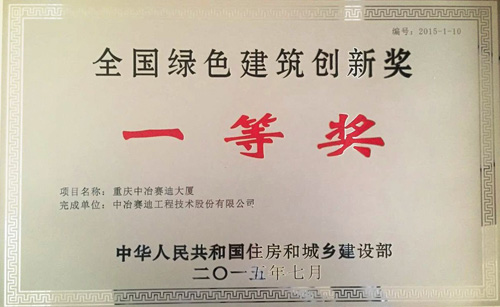 编号：2015-1-10
全国绿色建筑创新奖
一等奖
项目名称：重庆中冶赛迪大厦
完成单位：中冶赛迪工程技术股份有限公司
中华人民共和国住房和城乡建设部
二〇一五年七月